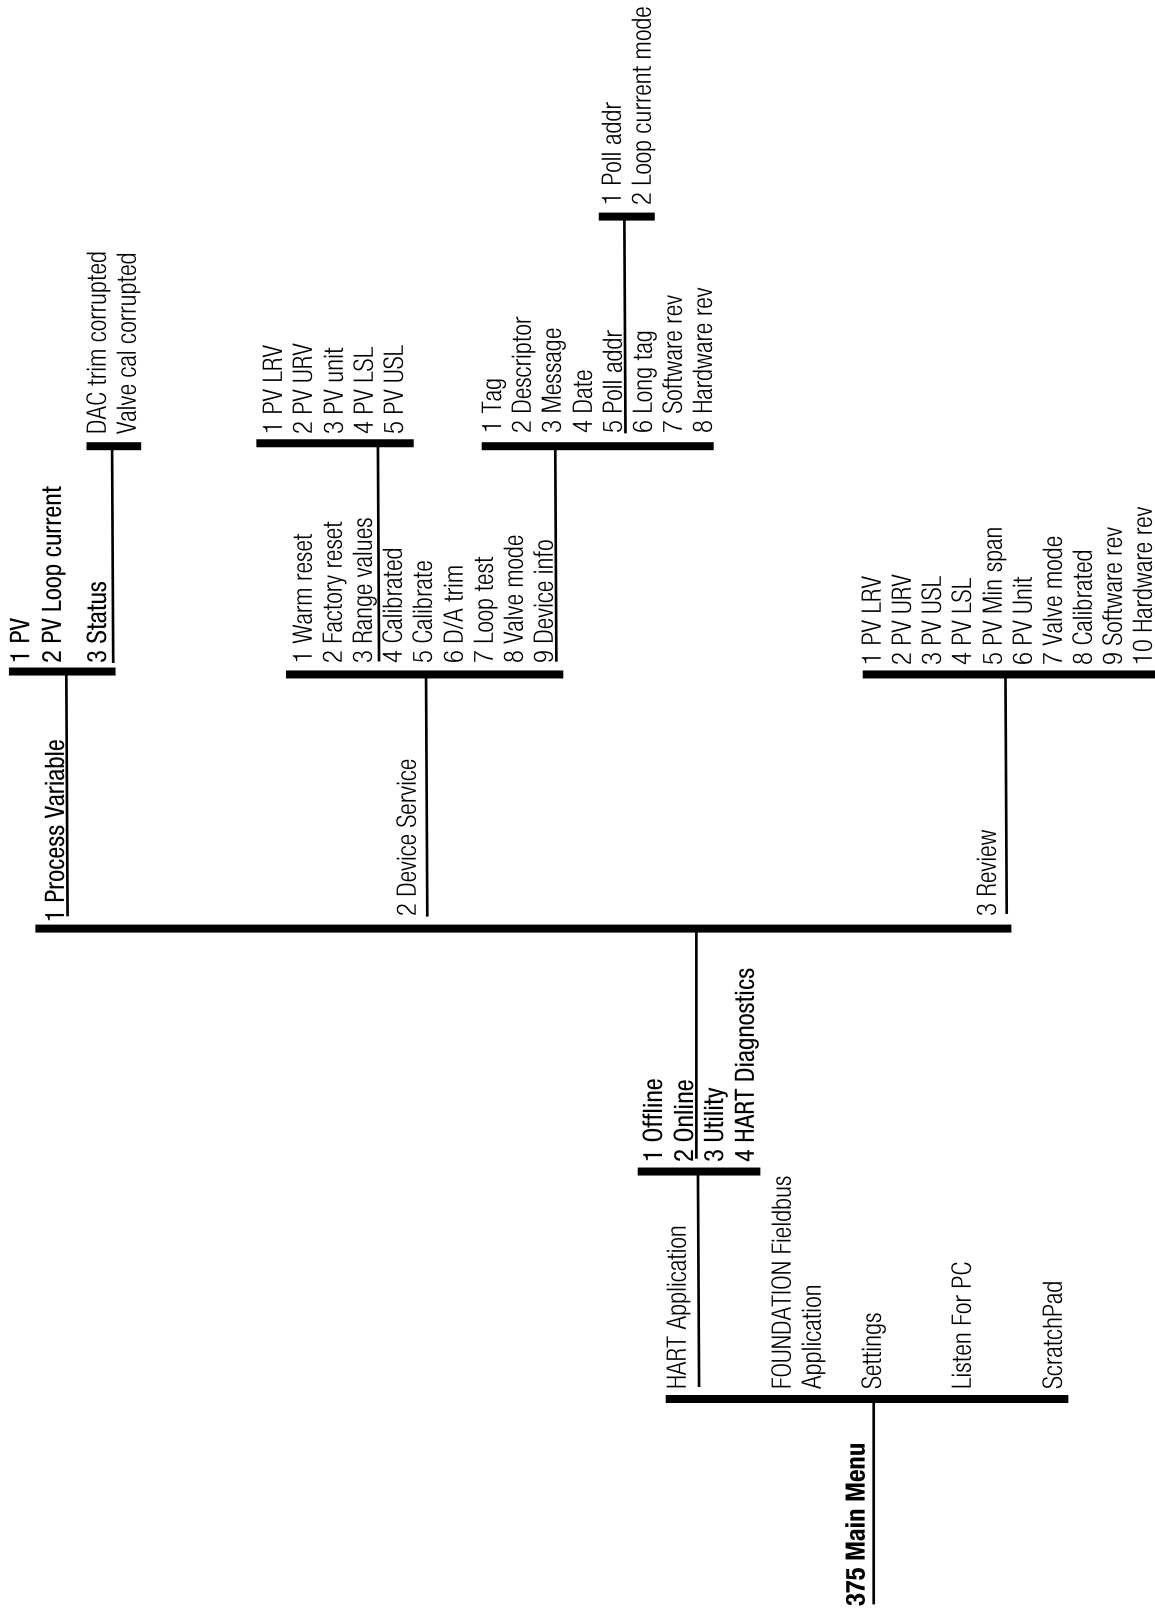 375 Main Menu
HART Application
FOUNDATION Fieldbus
Application
Settings
Listen For PC
ScratchPad
1 Offline
2 Online
3 Utility
4 HART Diagnostics
1 Process Variable
2 Device Service
3 Review
1 PV
2 PV Loop current
3 Status
DAC trim corrupted
Valve cal corrupted
1 Warm reset
2 Factory reset
3 Range values
4 Calibrated
5 Calibrate
6 D/A trim
7 Loop test
8 Valve mode
9 Device info
1 PV LRV
2 PV URV
3 PV unit
4 PV LSL
5 PV USL
1 Tag
2 Descriptor
3 Message
4 Date
5 Poll addr
6 Long tag
7 Software rev
8 Hardware rev
1 Poll addr
2 Loop current mode
1 PV LRV
2 PV URV
3 PV USL
4 PV LSL
5 PV Min span
6 PV Unit
7 Valve mode
8 Calibrated
9 Software rev
10 Hardware rev